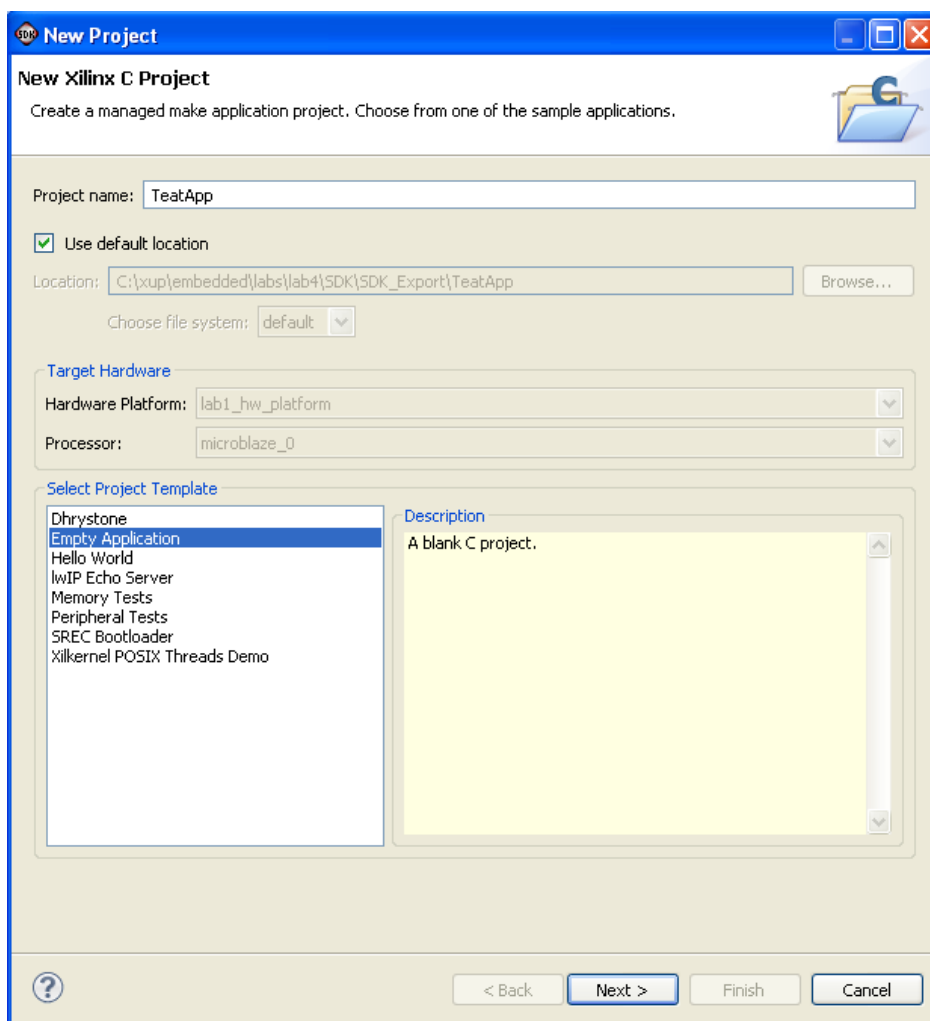 SDK New Project
New Xilinx C Project
Create a managed make application project. Choose from one of the sample applications.
C
Project name: TeatApp
Use default location
Location: C:\xup\embedded\labs\lab4\SDK\SDK_Export\TeatApp Browse...
Choose file system: default
Target Hardware
Hardware Platform: lab1_hw_platform
Processor: microblaze_0
Select Project Template
Dhrystone
Empty Application
Hello World
lwIP Echo Server
Memory Tests
Peripheral Tests
SREC Bootloader
Xilkernel POSIX Threads Demo
Description
A blank C project.
? < Back Next > Finish Cancel